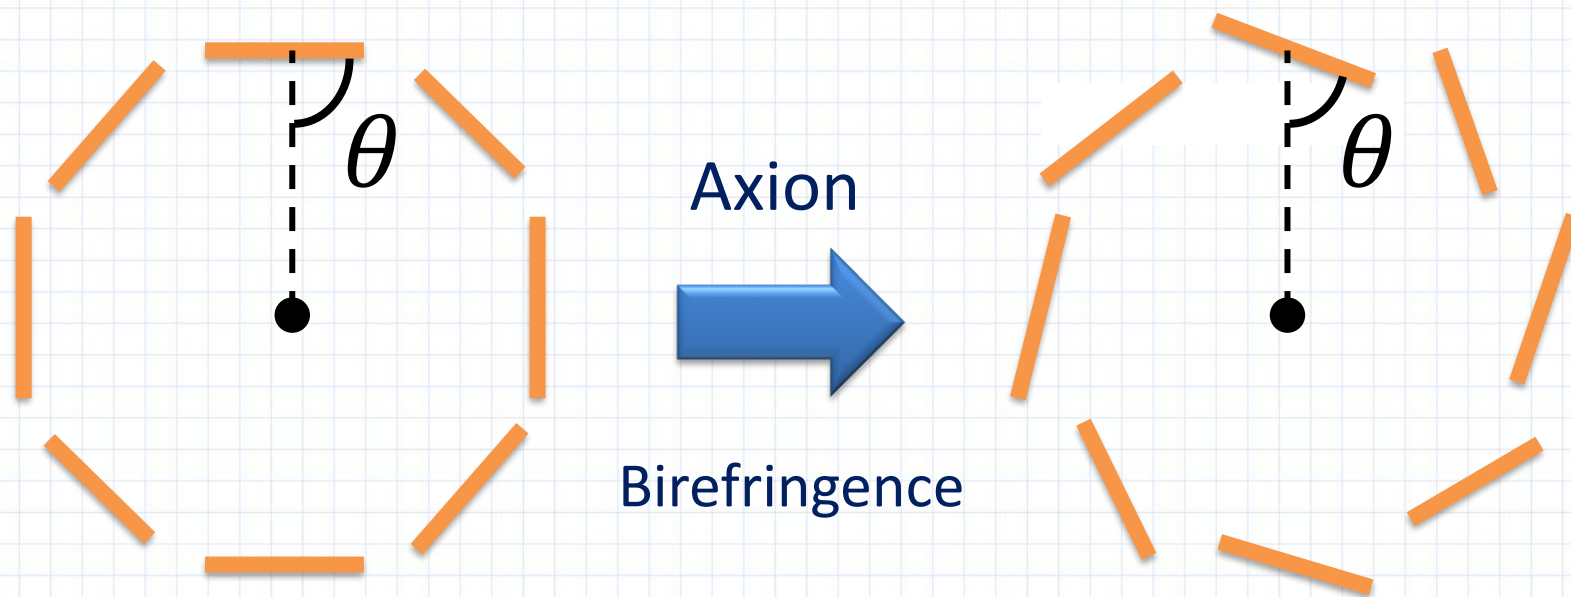 θ
Axion
Birefringence
θ